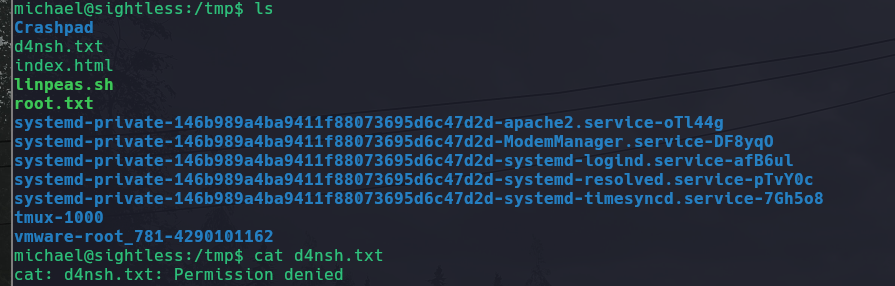 michael@sightless:/tmp$ ls
Crashpad
d4nsh.txt
index.html
linpeas.sh
root.txt
systemd-private-146b989a4ba9411f88073695d6c47d2d-apache2.service-oTl44g
systemd-private-146b989a4ba9411f88073695d6c47d2d-ModemManager.service-DF8yqO
systemd-private-146b989a4ba9411f88073695d6c47d2d-systemd-logind.service-afB6ul
systemd-private-146b989a4ba9411f88073695d6c47d2d-systemd-resolved.service-pTvY0c
systemd-private-146b989a4ba9411f88073695d6c47d2d-systemd-timesyncd.service-7Gh5o8
tmux-1000
vmware-root_781-4290101162
michael@sightless:/tmp$ cat d4nsh.txt
cat: d4nsh.txt: Permission denied